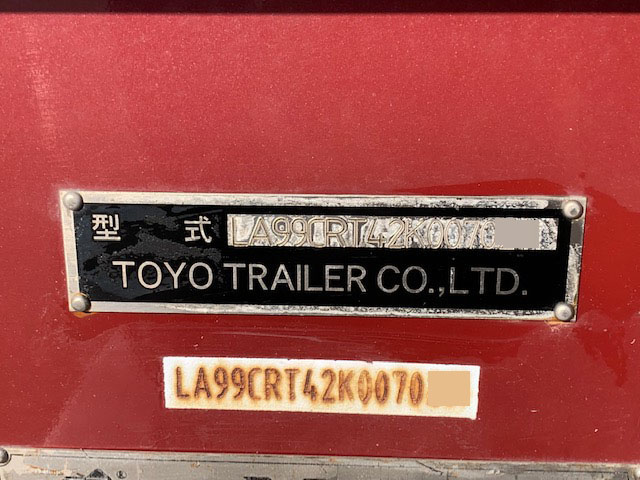 型 式 LA99CRT42K0070
TOYO TRAILER CO.,LTD.
LA99CRT42K0070